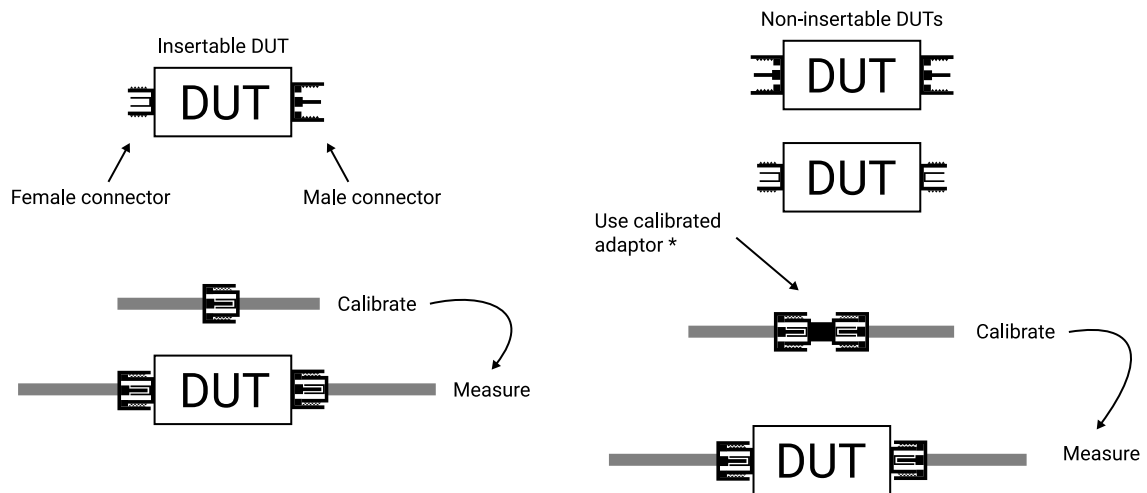 Insertable DUT
DUT
Female connector
Male connector
Calibrate
DUT
Measure
Non-insertable DUTs
DUT
DUT
Use calibrated
adaptor *
Calibrate
DUT
Measure